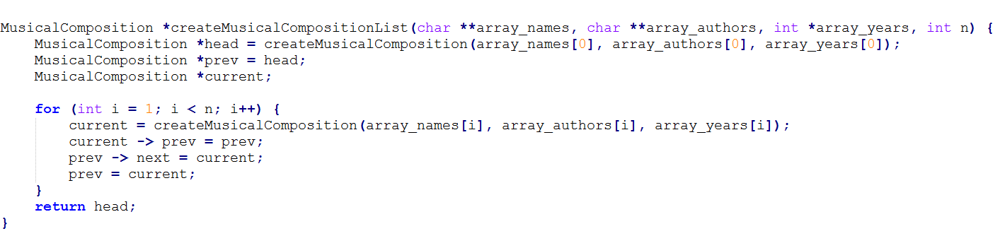 MusicalComposition *createMusicalCompositionList(char **array_names, char **array_authors, int *array_years, int n) {
    MusicalComposition *head = createMusicalComposition(array_names[0], array_authors[0], array_years[0]);
    MusicalComposition *prev = head;
    MusicalComposition *current;

    for (int i = 1; i < n; i++) {
        current = createMusicalComposition(array_names[i], array_authors[i], array_years[i]);
        current -> prev = prev;
        prev -> next = current;
        prev = current;
    }
    return head;
}